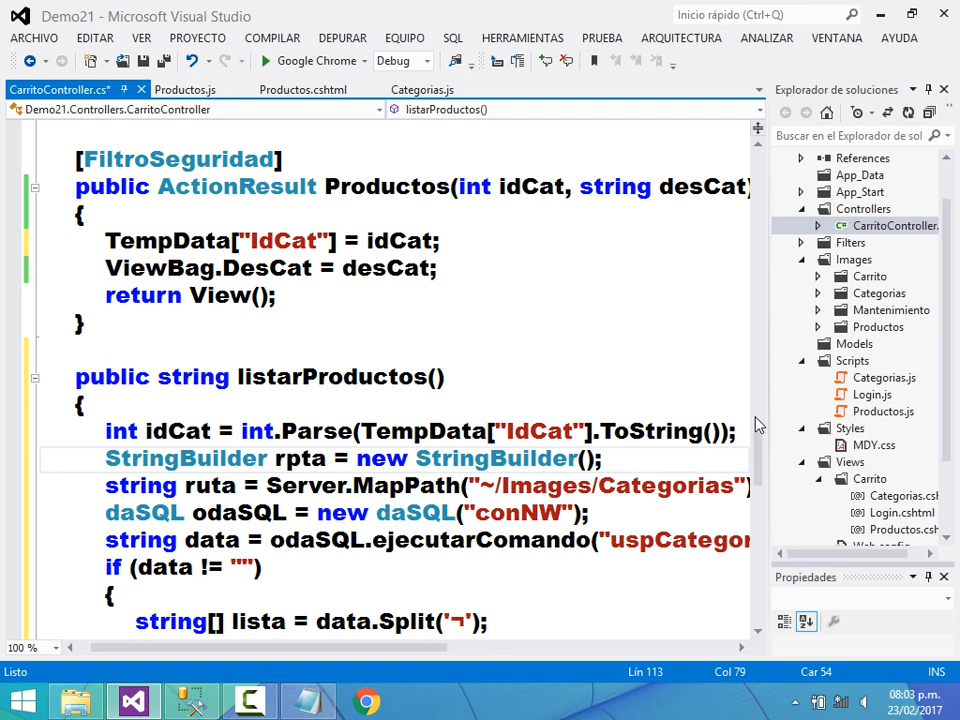 Demo21 - Microsoft Visual Studio
Inicio rápido (Ctrl+Q)
ARCHIVO EDITAR VER PROYECTO COMPILAR DEPURAR EQUIPO SQL HERRAMIENTAS PRUEBA ARQUITECTURA ANALIZAR VENTANA AYUDA
Google Chrome Debug
CarritoController.cs* Productos.js Productos.cshtml Categorias.js
Demo21.Controllers.CarritoController listarProductos()
[FiltroSeguridad]
public ActionResult Productos(int idCat, string desCat)
{
TempData["IdCat"] = idCat;
ViewBag.DesCat = desCat;
return View();
}
public string listarProductos()
{
int idCat = int.Parse(TempData["IdCat"].ToString());
StringBuilder rpta = new StringBuilder();
string ruta = Server.MapPath("~/Images/Categorias")
daSQL odaSQL = new daSQL("conNW");
string data = odaSQL.ejecutarComando("uspCategor
if (data != "")
{
string[] lista = data.Split('¬');
100 %
Explorador de soluciones
Buscar en el Explorador de sol
References
App_Data
App_Start
Controllers
CarritoController.
Filters
Images
Carrito
Categorias
Mantenimiento
Productos
Models
Scripts
Categorias.js
Login.js
Productos.js
Styles
MDY.css
Views
Carrito
Categorias.csh
Login.cshtml
Productos.csh
Propiedades
Listo Lín 113 Col 79 Car 54 INS
08:03 p.m.
23/02/2017